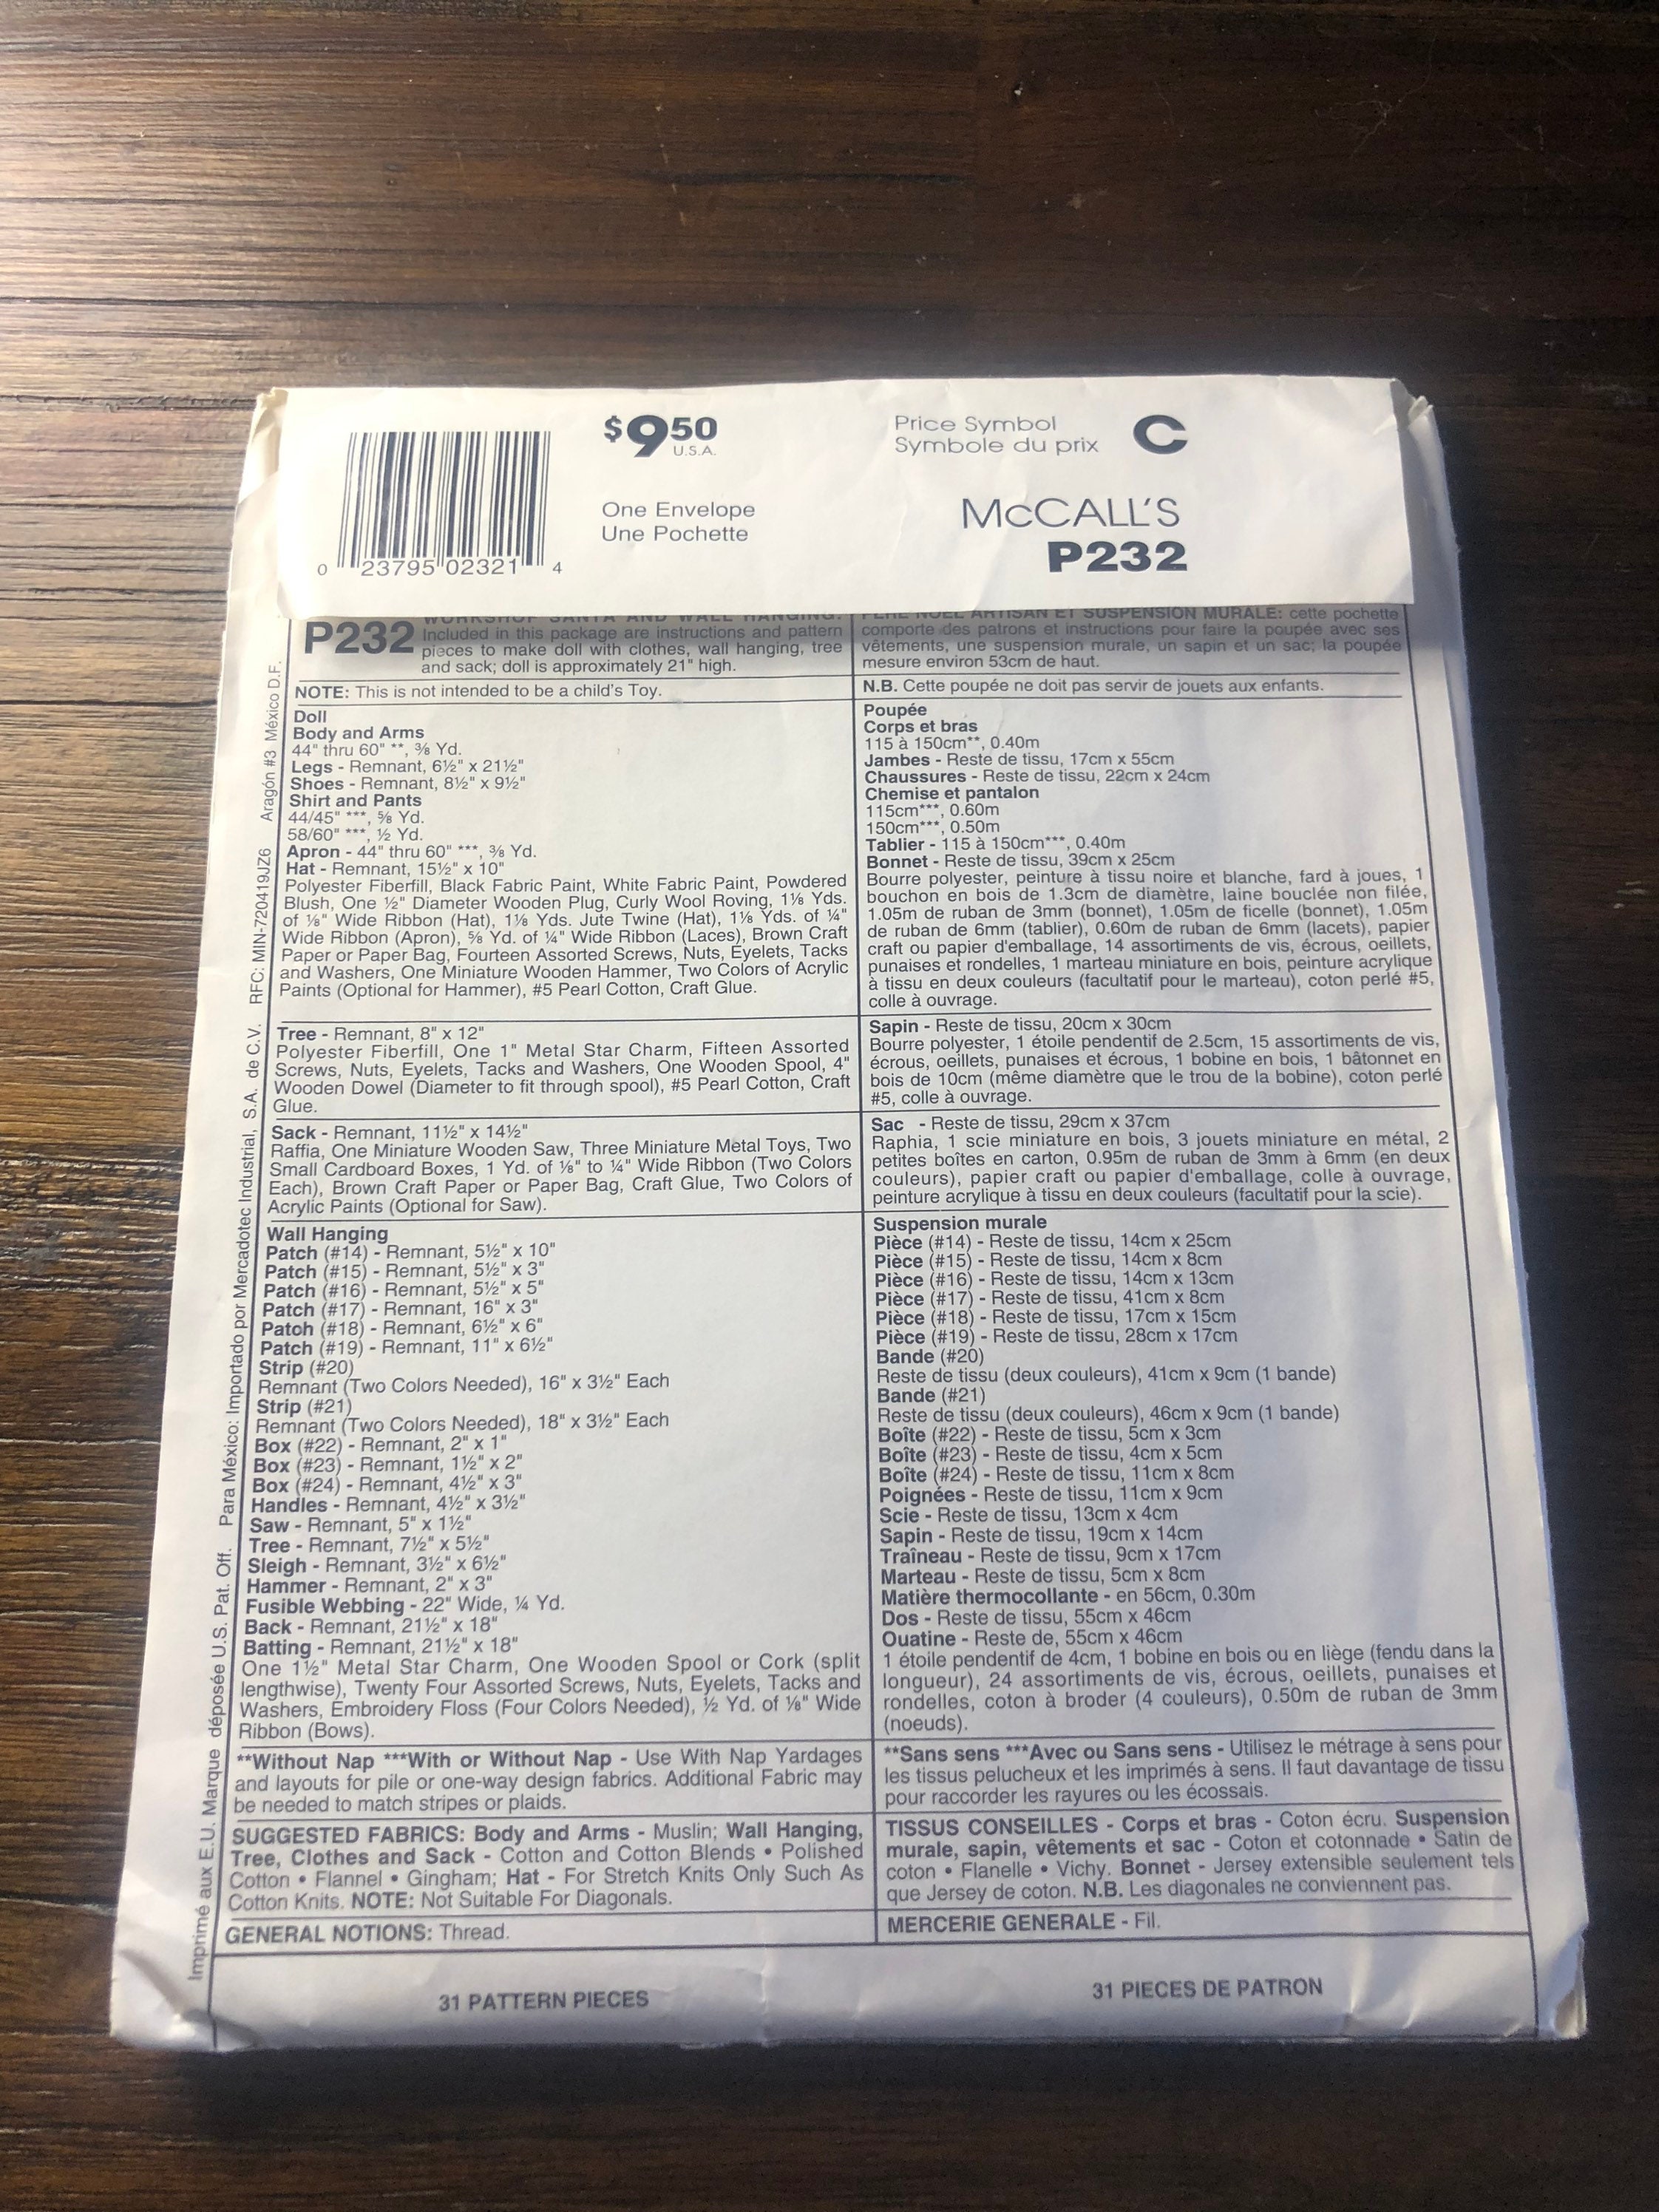 $9.50
U.S.A.
Price Symbol
Symbole du prix
C
One Envelope
Une Pochette
McCALL'S
P232
0 23795 02321 4
P232
WORKSHOP SANTA AND WALL HANGING:
Included in this package are instructions and pattern
pieces to make doll with clothes, wall hanging, tree
and sack; doll is approximately 21" high.
NOTE: This is not intended to be a child's Toy.
Doll
Body and Arms
44" thru 60" **, ⅜ Yd.
Legs - Remnant, 6½" x 21½"
Shoes - Remnant, 8½" x 9½"
Shirt and Pants
44/45" ***, ⅝ Yd.
58/60" ***, ½ Yd.
Apron - 44" thru 60" ***, ⅜ Yd.
Hat - Remnant, 15½" x 10"
Polyester Fiberfill, Black Fabric Paint, White Fabric Paint, Powdered
Blush, One ½" Diameter Wooden Plug, Curly Wool Roving, 1⅛ Yds.
of ⅛" Wide Ribbon (Hat), 1⅛ Yds. Jute Twine (Hat), 1⅛ Yds. of ¼"
Wide Ribbon (Apron), ⅝ Yd. of ¼" Wide Ribbon (Laces), Brown Craft
Paper or Paper Bag, Fourteen Assorted Screws, Nuts, Eyelets, Tacks
and Washers, One Miniature Wooden Hammer, Two Colors of Acrylic
Paints (Optional for Hammer), #5 Pearl Cotton, Craft Glue.
Tree - Remnant, 8" x 12"
Polyester Fiberfill, One 1" Metal Star Charm, Fifteen Assorted
Screws, Nuts, Eyelets, Tacks and Washers, One Wooden Spool, 4"
Wooden Dowel (Diameter to fit through spool), #5 Pearl Cotton, Craft
Glue.
Sack - Remnant, 11½" x 14½"
Raffia, One Miniature Wooden Saw, Three Miniature Metal Toys, Two
Small Cardboard Boxes, 1 Yd. of ⅛" to ¼" Wide Ribbon (Two Colors
Each), Brown Craft Paper or Paper Bag, Craft Glue, Two Colors of
Acrylic Paints (Optional for Saw).
Wall Hanging
Patch (#14) - Remnant, 5½" x 10"
Patch (#15) - Remnant, 5½" x 3"
Patch (#16) - Remnant, 5½" x 5"
Patch (#17) - Remnant, 16" x 3"
Patch (#18) - Remnant, 6½" x 6"
Patch (#19) - Remnant, 11" x 6½"
Strip (#20)
Remnant (Two Colors Needed), 16" x 3½" Each
Strip (#21)
Remnant (Two Colors Needed), 18" x 3½" Each
Box (#22) - Remnant, 2" x 1"
Box (#23) - Remnant, 1½" x 2"
Box (#24) - Remnant, 4½" x 3"
Handles - Remnant, 4½" x 3½"
Saw - Remnant, 5" x 1½"
Tree - Remnant, 7½" x 5½"
Sleigh - Remnant, 3½" x 6½"
Hammer - Remnant, 2" x 3"
Fusible Webbing - 22" Wide, ¼ Yd.
Back - Remnant, 21½" x 18"
Batting - Remnant, 21½" x 18"
One 1½" Metal Star Charm, One Wooden Spool or Cork (split
lengthwise), Twenty Four Assorted Screws, Nuts, Eyelets, Tacks and
Washers, Embroidery Floss (Four Colors Needed), ½ Yd. of ⅛" Wide
Ribbon (Bows).
**Without Nap ***With or Without Nap - Use With Nap Yardages
and layouts for pile or one-way design fabrics. Additional Fabric may
be needed to match stripes or plaids.
SUGGESTED FABRICS: Body and Arms - Muslin; Wall Hanging,
Tree, Clothes and Sack - Cotton and Cotton Blends • Polished
Cotton • Flannel • Gingham; Hat - For Stretch Knits Only Such As
Cotton Knits. NOTE: Not Suitable For Diagonals.
GENERAL NOTIONS: Thread.
31 PATTERN PIECES
PERE NOEL ARTISAN ET SUSPENSION MURALE: cette pochette
comporte des patrons et instructions pour faire la poupée avec ses
vêtements, une suspension murale, un sapin et un sac; la poupée
mesure environ 53cm de haut.
N.B. Cette poupée ne doit pas servir de jouets aux enfants.
Poupée
Corps et bras
115 à 150cm**, 0.40m
Jambes - Reste de tissu, 17cm x 55cm
Chaussures - Reste de tissu, 22cm x 24cm
Chemise et pantalon
115cm***, 0.60m
150cm***, 0.50m
Tablier - 115 à 150cm***, 0.40m
Bonnet - Reste de tissu, 39cm x 25cm
Bourre polyester, peinture à tissu noire et blanche, fard à joues, 1
bouchon en bois de 1.3cm de diamètre, laine bouclée non filée,
1.05m de ruban de 3mm (bonnet), 1.05m de ficelle (bonnet), 1.05m
de ruban de 6mm (tablier), 0.60m de ruban de 6mm (lacets), papier
craft ou papier d'emballage, 14 assortiments de vis, écrous, oeillets,
punaises et rondelles, 1 marteau miniature en bois, peinture acrylique
à tissu en deux couleurs (facultatif pour le marteau), coton perlé #5,
colle à ouvrage.
Sapin - Reste de tissu, 20cm x 30cm
Bourre polyester, 1 étoile pendentif de 2.5cm, 15 assortiments de vis,
écrous, oeillets, punaises et écrous, 1 bobine en bois, 1 bâtonnet en
bois de 10cm (même diamètre que le trou de la bobine), coton perlé
#5, colle à ouvrage.
Sac - Reste de tissu, 29cm x 37cm
Raphia, 1 scie miniature en bois, 3 jouets miniature en métal, 2
petites boîtes en carton, 0.95m de ruban de 3mm à 6mm (en deux
couleurs), papier craft ou papier d'emballage, colle à ouvrage,
peinture acrylique à tissu en deux couleurs (facultatif pour la scie).
Suspension murale
Pièce (#14) - Reste de tissu, 14cm x 25cm
Pièce (#15) - Reste de tissu, 14cm x 8cm
Pièce (#16) - Reste de tissu, 14cm x 13cm
Pièce (#17) - Reste de tissu, 41cm x 8cm
Pièce (#18) - Reste de tissu, 17cm x 15cm
Pièce (#19) - Reste de tissu, 28cm x 17cm
Bande (#20)
Reste de tissu (deux couleurs), 41cm x 9cm (1 bande)
Bande (#21)
Reste de tissu (deux couleurs), 46cm x 9cm (1 bande)
Boîte (#22) - Reste de tissu, 5cm x 3cm
Boîte (#23) - Reste de tissu, 4cm x 5cm
Boîte (#24) - Reste de tissu, 11cm x 8cm
Poignées - Reste de tissu, 11cm x 9cm
Scie - Reste de tissu, 13cm x 4cm
Sapin - Reste de tissu, 19cm x 14cm
Traîneau - Reste de tissu, 9cm x 17cm
Marteau - Reste de tissu, 5cm x 8cm
Matière thermocollante - en 56cm, 0.30m
Dos - Reste de tissu, 55cm x 46cm
Ouatine - Reste de, 55cm x 46cm
1 étoile pendentif de 4cm, 1 bobine en bois ou en liège (fendu dans la
longueur), 24 assortiments de vis, écrous, oeillets, punaises et
rondelles, coton à broder (4 couleurs), 0.50m de ruban de 3mm
(noeuds).
**Sans sens ***Avec ou Sans sens - Utilisez le métrage à sens pour
les tissus pelucheux et les imprimés à sens. Il faut davantage de tissu
pour raccorder les rayures ou les écossais.
TISSUS CONSEILLES - Corps et bras - Coton écru. Suspension
murale, sapin, vêtements et sac - Coton et cotonnade • Satin de
coton • Flanelle • Vichy. Bonnet - Jersey extensible seulement tels
que Jersey de coton. N.B. Les diagonales ne conviennent pas.
MERCERIE GENERALE - Fil.
31 PIECES DE PATRON
Imprimé aux E.U. Marque déposée U.S. Pat. Off. Para México: Importado por Mercadotec Industrial, S.A. de C.V. RFC: MIN-720419JZ6 Aragón #3 México D.F.